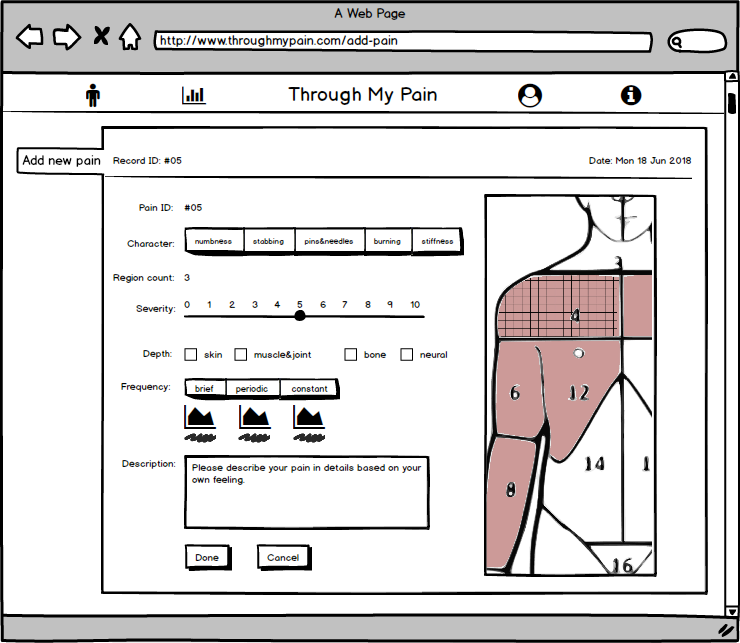 A Web Page
http://www.throughmypain.com/add-pain
Through My Pain
Add new pain
Record ID: #05
Date: Mon 18 Jun 2018
Pain ID: #05
Character: numbness stabbing pins&needles burning stiffness
Region count: 3
Severity: 0 1 2 3 4 5 6 7 8 9 10
Depth: skin muscle&joint bone neural
Frequency: brief periodic constant
Description: Please describe your pain in details based on your
own feeling.
Done Cancel
3
4
6 12
14 1
8
16